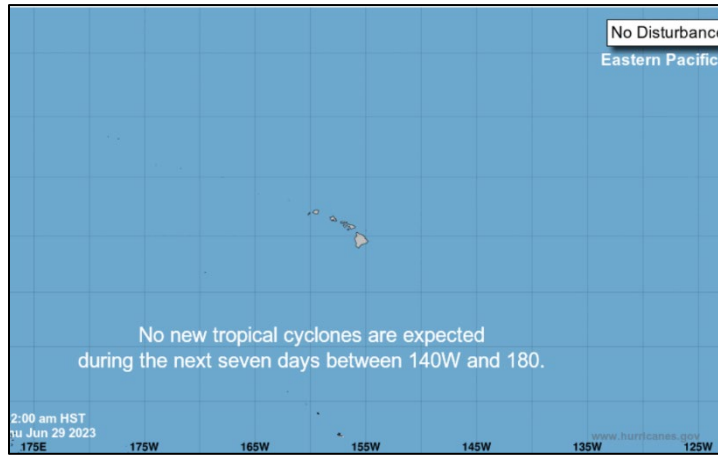 No Disturbance
Eastern Pacific
No new tropical cyclones are expected
during the next seven days between 140W and 180.
2:00 am HST
u Jun 29 2023
www.hurricanes.gov
175E 175W 165W 155W 145W 135W 125W